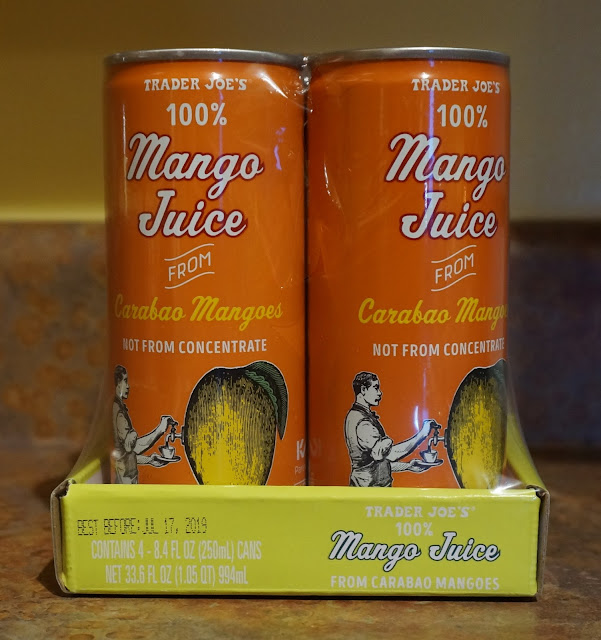 TRADER JOE'S
100%
Mango
Juice
FROM
Carabao Mangoes
NOT FROM CONCENTRATE
TRADER JOE'S
100%
Mango
Juice
FROM
Carabao
NOT FROM CONCENTRATE
BEST BEFORE: JUL 17, 2019
CONTAINS 4 - 8.4 FL OZ (250mL) CANS
NET 33.6 FL OZ (1.05 QT) 994mL
TRADER JOE'S®
100%
Mango Juice
FROM CARABAO MANGOES